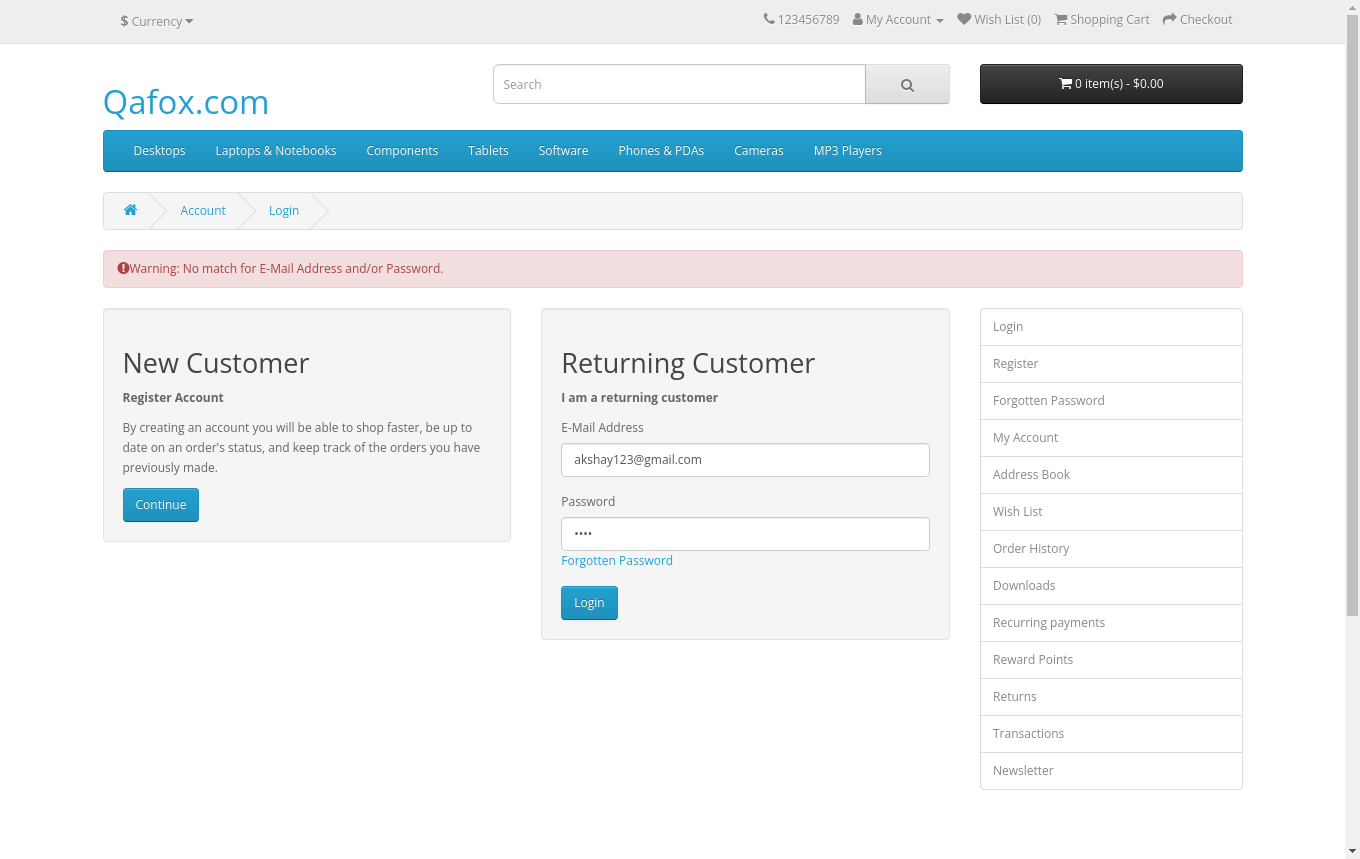 $ Currency
123456789 My Account Wish List (0) Shopping Cart Checkout
Qafox.com
Search
0 item(s) - $0.00
Desktops Laptops & Notebooks Components Tablets Software Phones & PDAs Cameras MP3 Players
Account Login
Warning: No match for E-Mail Address and/or Password.
New Customer
Register Account
By creating an account you will be able to shop faster, be up to
date on an order's status, and keep track of the orders you have
previously made.
Continue
Returning Customer
I am a returning customer
E-Mail Address
akshay123@gmail.com
Password
••••
Forgotten Password
Login
Login
Register
Forgotten Password
My Account
Address Book
Wish List
Order History
Downloads
Recurring payments
Reward Points
Returns
Transactions
Newsletter